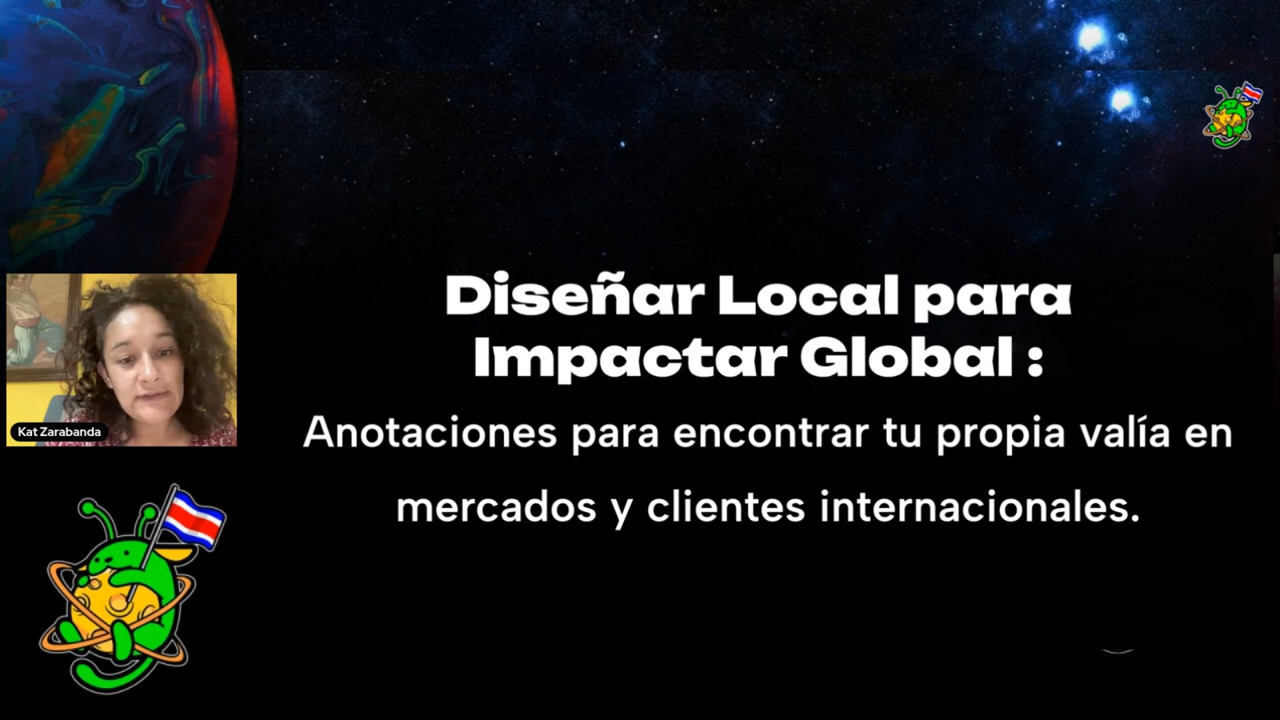 Diseñar Local para
Impactar Global :
Anotaciones para encontrar tu propia valía en
mercados y clientes internacionales.
Kat Zarabanda